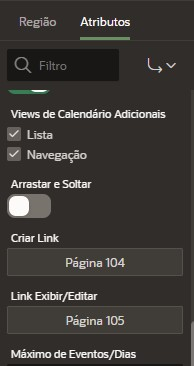 Região Atributos
Filtro
Views de Calendário Adicionais
Lista
Navegação
Arrastar e Soltar
Criar Link
Página 104
Link Exibir/Editar
Página 105
Máximo de Eventos/Dias